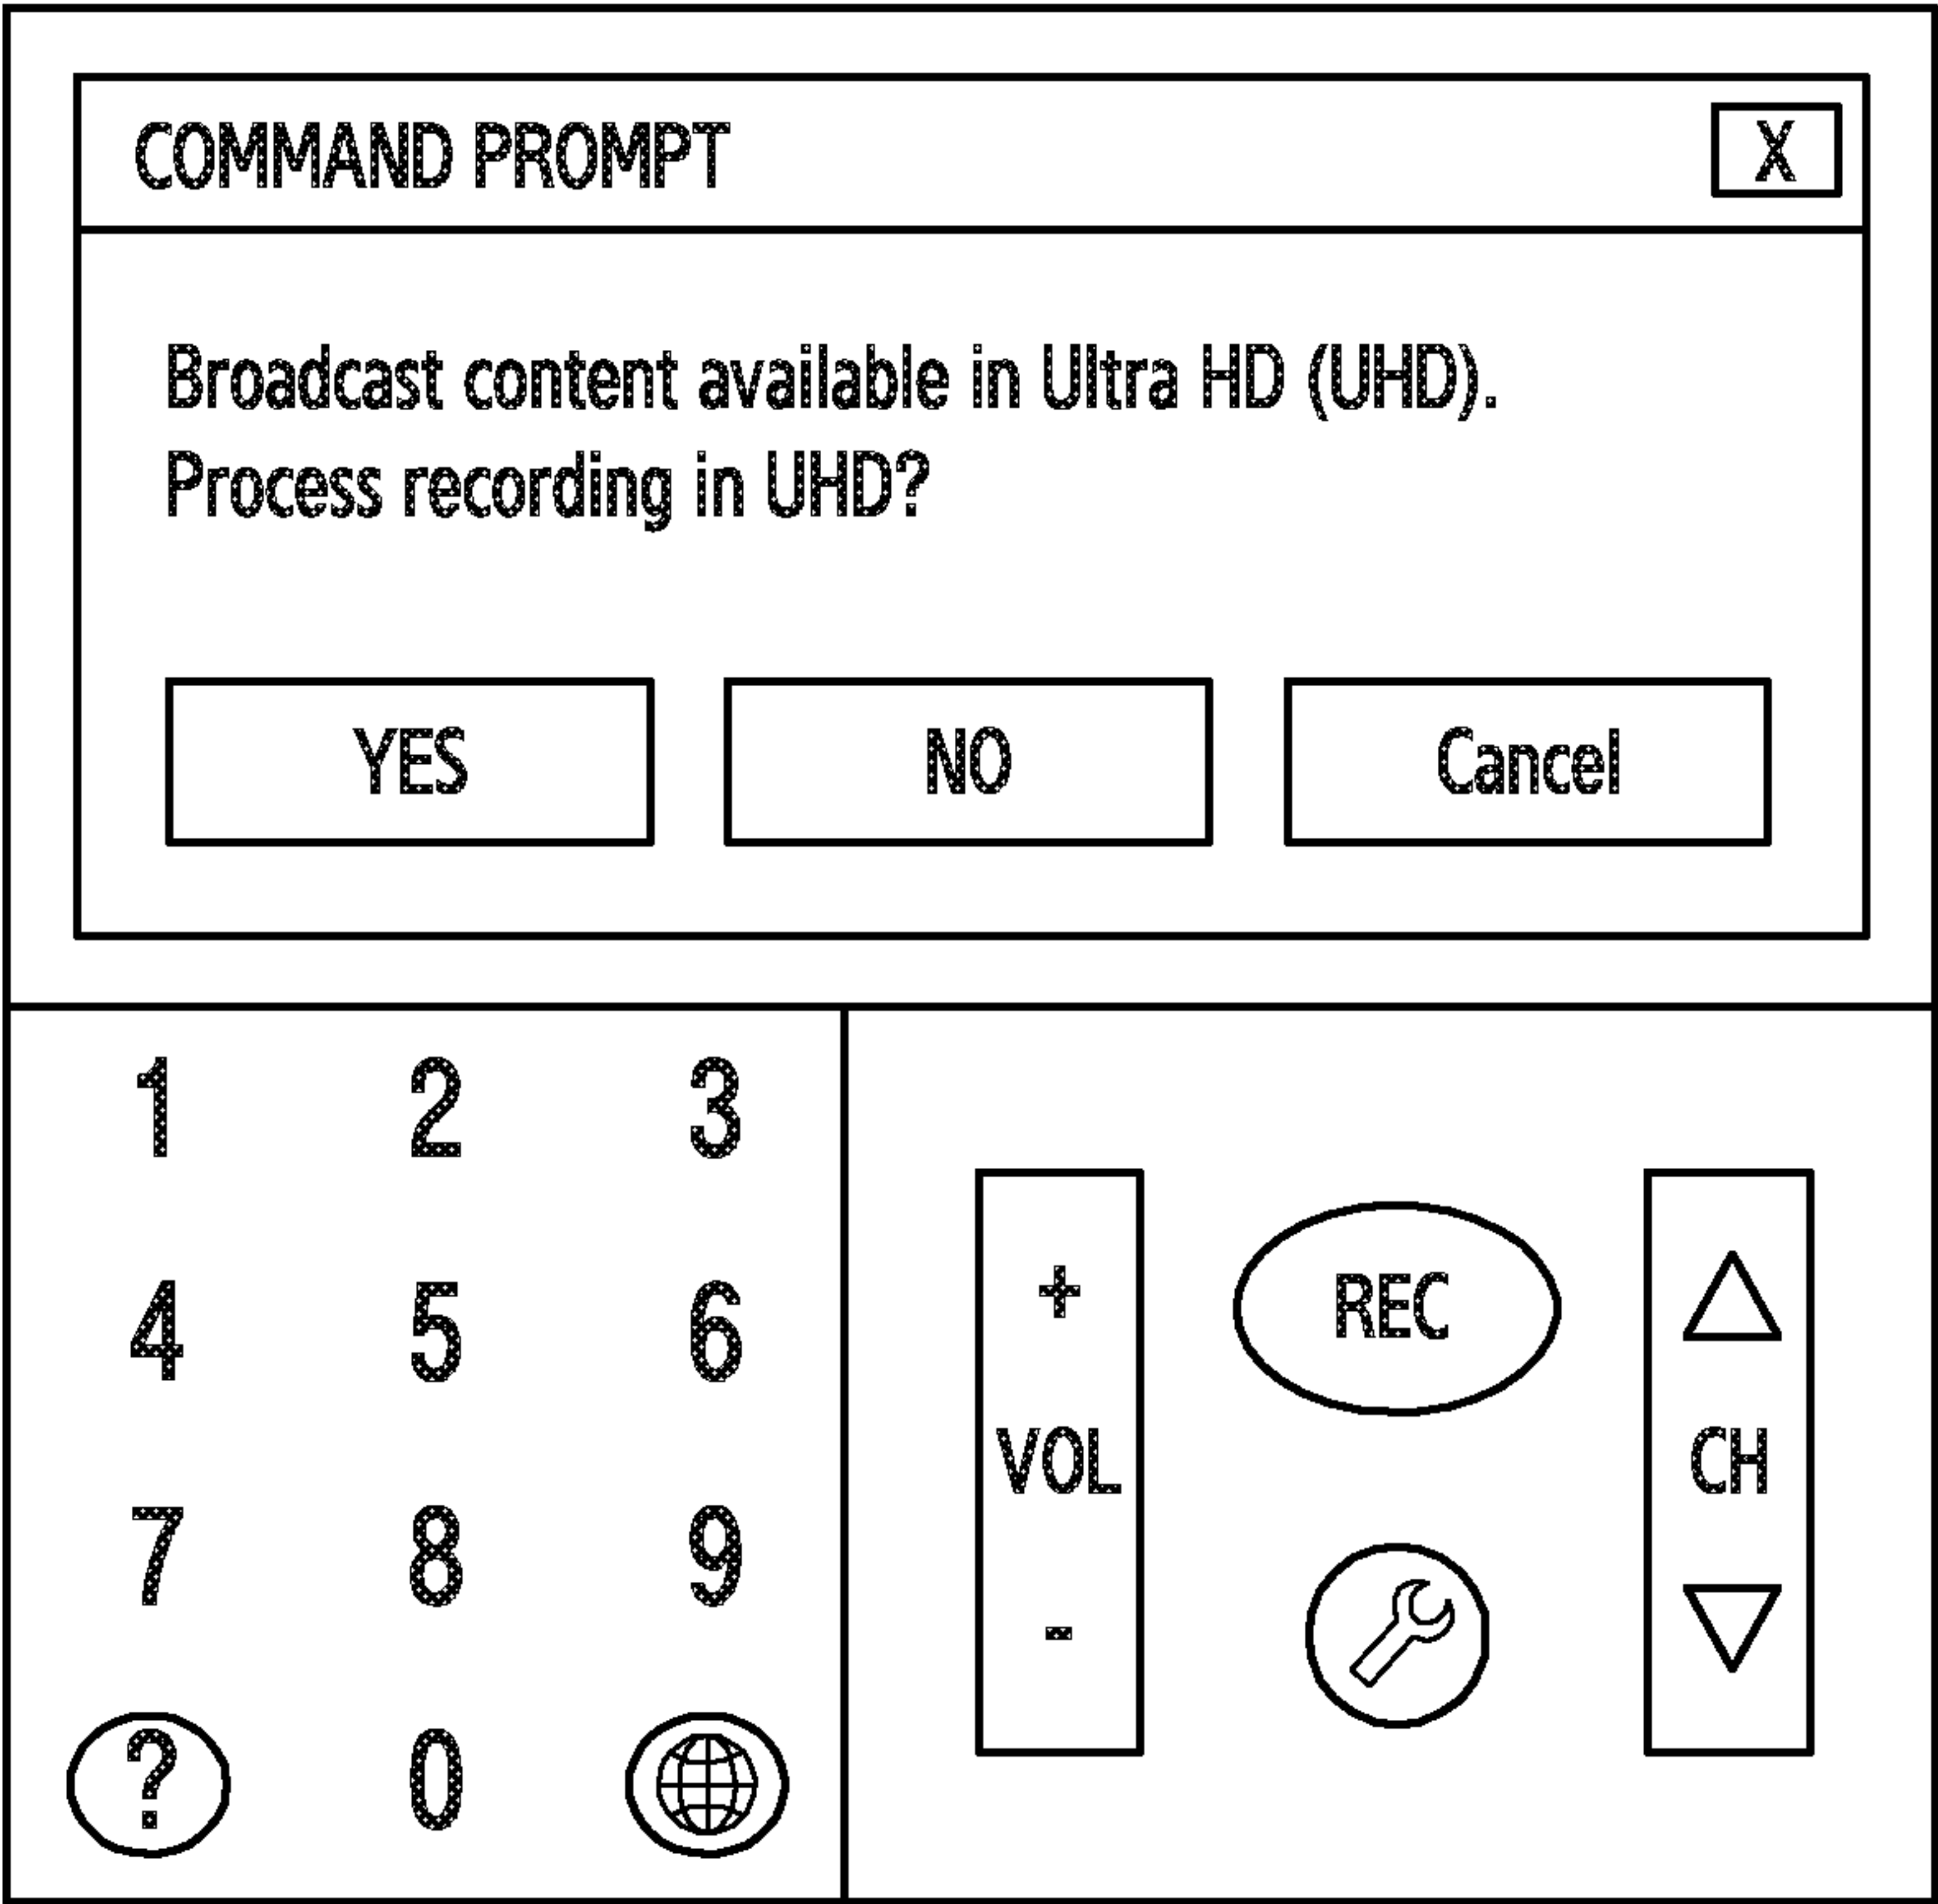 COMMAND PROMPT X
Broadcast content available in Ultra HD (UHD).
Process recording in UHD?
YES NO Cancel
1 2 3
4 5 6
7 8 9
? 0
+
VOL
-
REC
CH